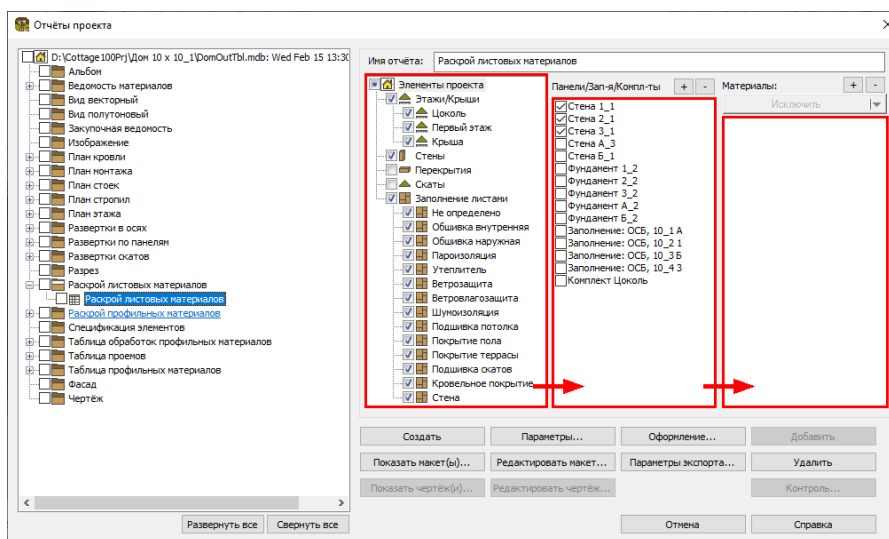 Отчёты проекта
D:\Cottage100Prj\Дом 10 x 10_1\DomOutTbl.mdb: Wed Feb 15 13:30
Альбом
Ведомость материалов
Вид векторный
Вид полутоновый
Закупочная ведомость
Изображение
План кровли
План монтажа
План стоек
План стропил
План этажа
Развертки в осях
Развертки по панелям
Развертки скатов
Разрез
Раскрой листовых материалов
Раскрой листовых материалов
Раскрой профильных материалов
Спецификация элементов
Таблица обработок профильных материалов
Таблица проемов
Таблица профильных материалов
Фасад
Чертёж
Развернуть все
Свернуть все
Имя отчёта: Раскрой листовых материалов
Элементы проекта
Этажи/Крыши
Цоколь
Первый этаж
Крыша
Стены
Перекрытия
Скаты
Заполнение листами
Не определено
Обшивка внутренняя
Обшивка наружная
Пароизоляция
Утеплитель
Ветрозащита
Ветровлагозащита
Шумоизоляция
Подшивка потолка
Покрытие пола
Покрытие террасы
Подшивка скатов
Кровельное покрытие
Стена
Панели/Зап-я/Компл-ты + -
Стена 1_1
Стена 2_1
Стена 3_1
Стена А_3
Стена Б_1
Фундамент 1_2
Фундамент 2_2
Фундамент 3_2
Фундамент А_2
Фундамент Б_2
Заполнение: ОСБ, 10_1 А
Заполнение: ОСБ, 10_2 1
Заполнение: ОСБ, 10_3 Б
Заполнение: ОСБ, 10_4 3
Комплект Цоколь
Материалы: + -
Исключить
Создать
Параметры...
Оформление...
Добавить
Показать макет(ы)...
Редактировать макет...
Параметры экспорта...
Удалить
Показать чертёж(и)...
Редактировать чертёж...
Контроль...
Отмена
Справка